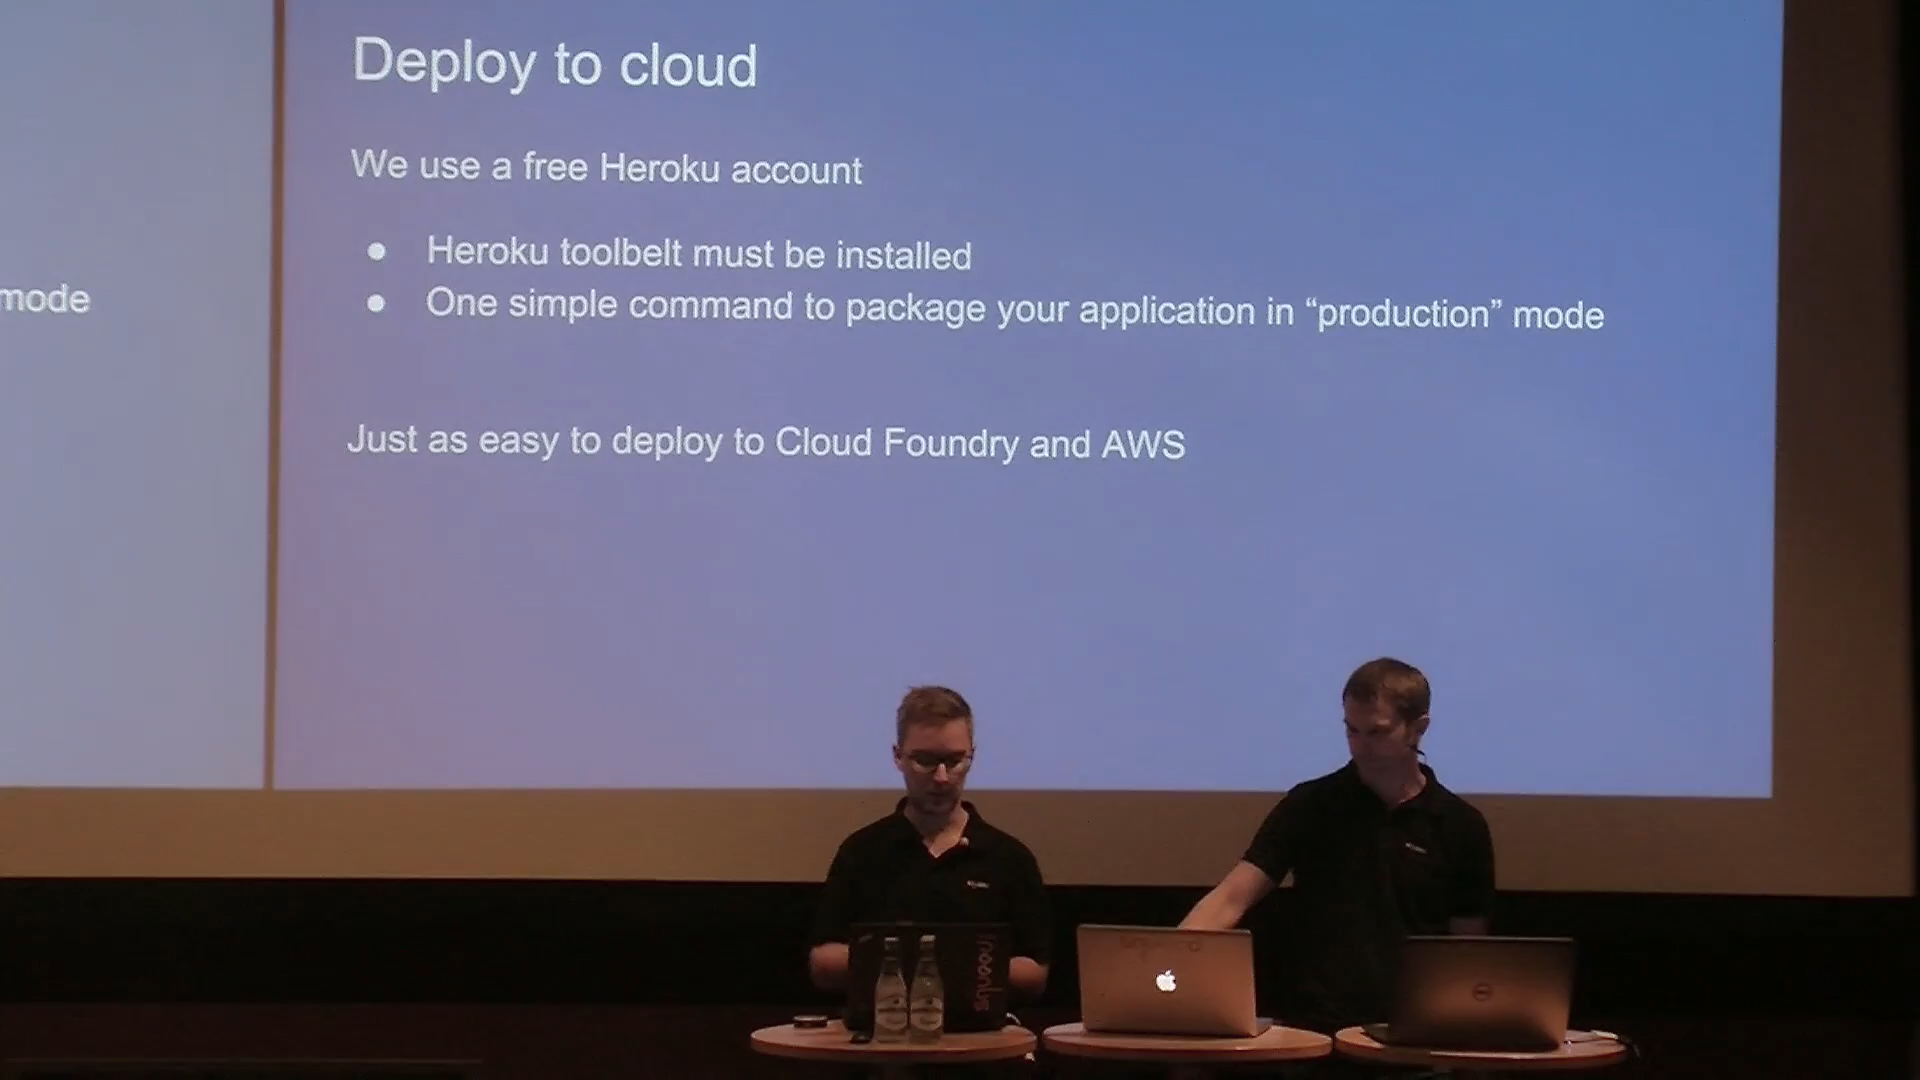 Deploy to cloud
We use a free Heroku account
● Heroku toolbelt must be installed
mode
● One simple command to package your application in “production” mode
Just as easy to deploy to Cloud Foundry and AWS